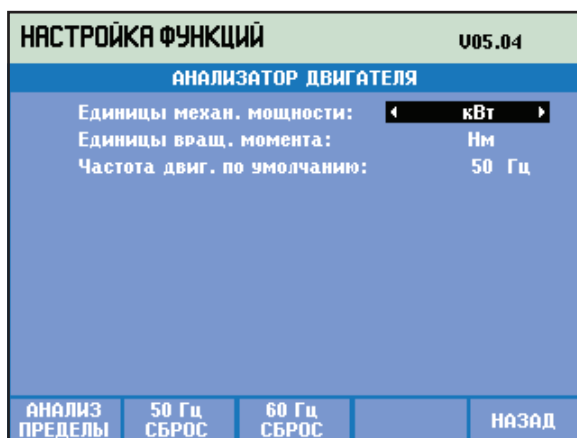 НАСТРОЙКА ФУНКЦИЙ V05.04
АНАЛИЗАТОР ДВИГАТЕЛЯ
Единицы механ. мощности: кВт
Единицы вращ. момента: Нм
Частота двиг. по умолчанию: 50 Гц
АНАЛИЗ ПРЕДЕЛЫ
50 Гц СБРОС
60 Гц СБРОС
НАЗАД